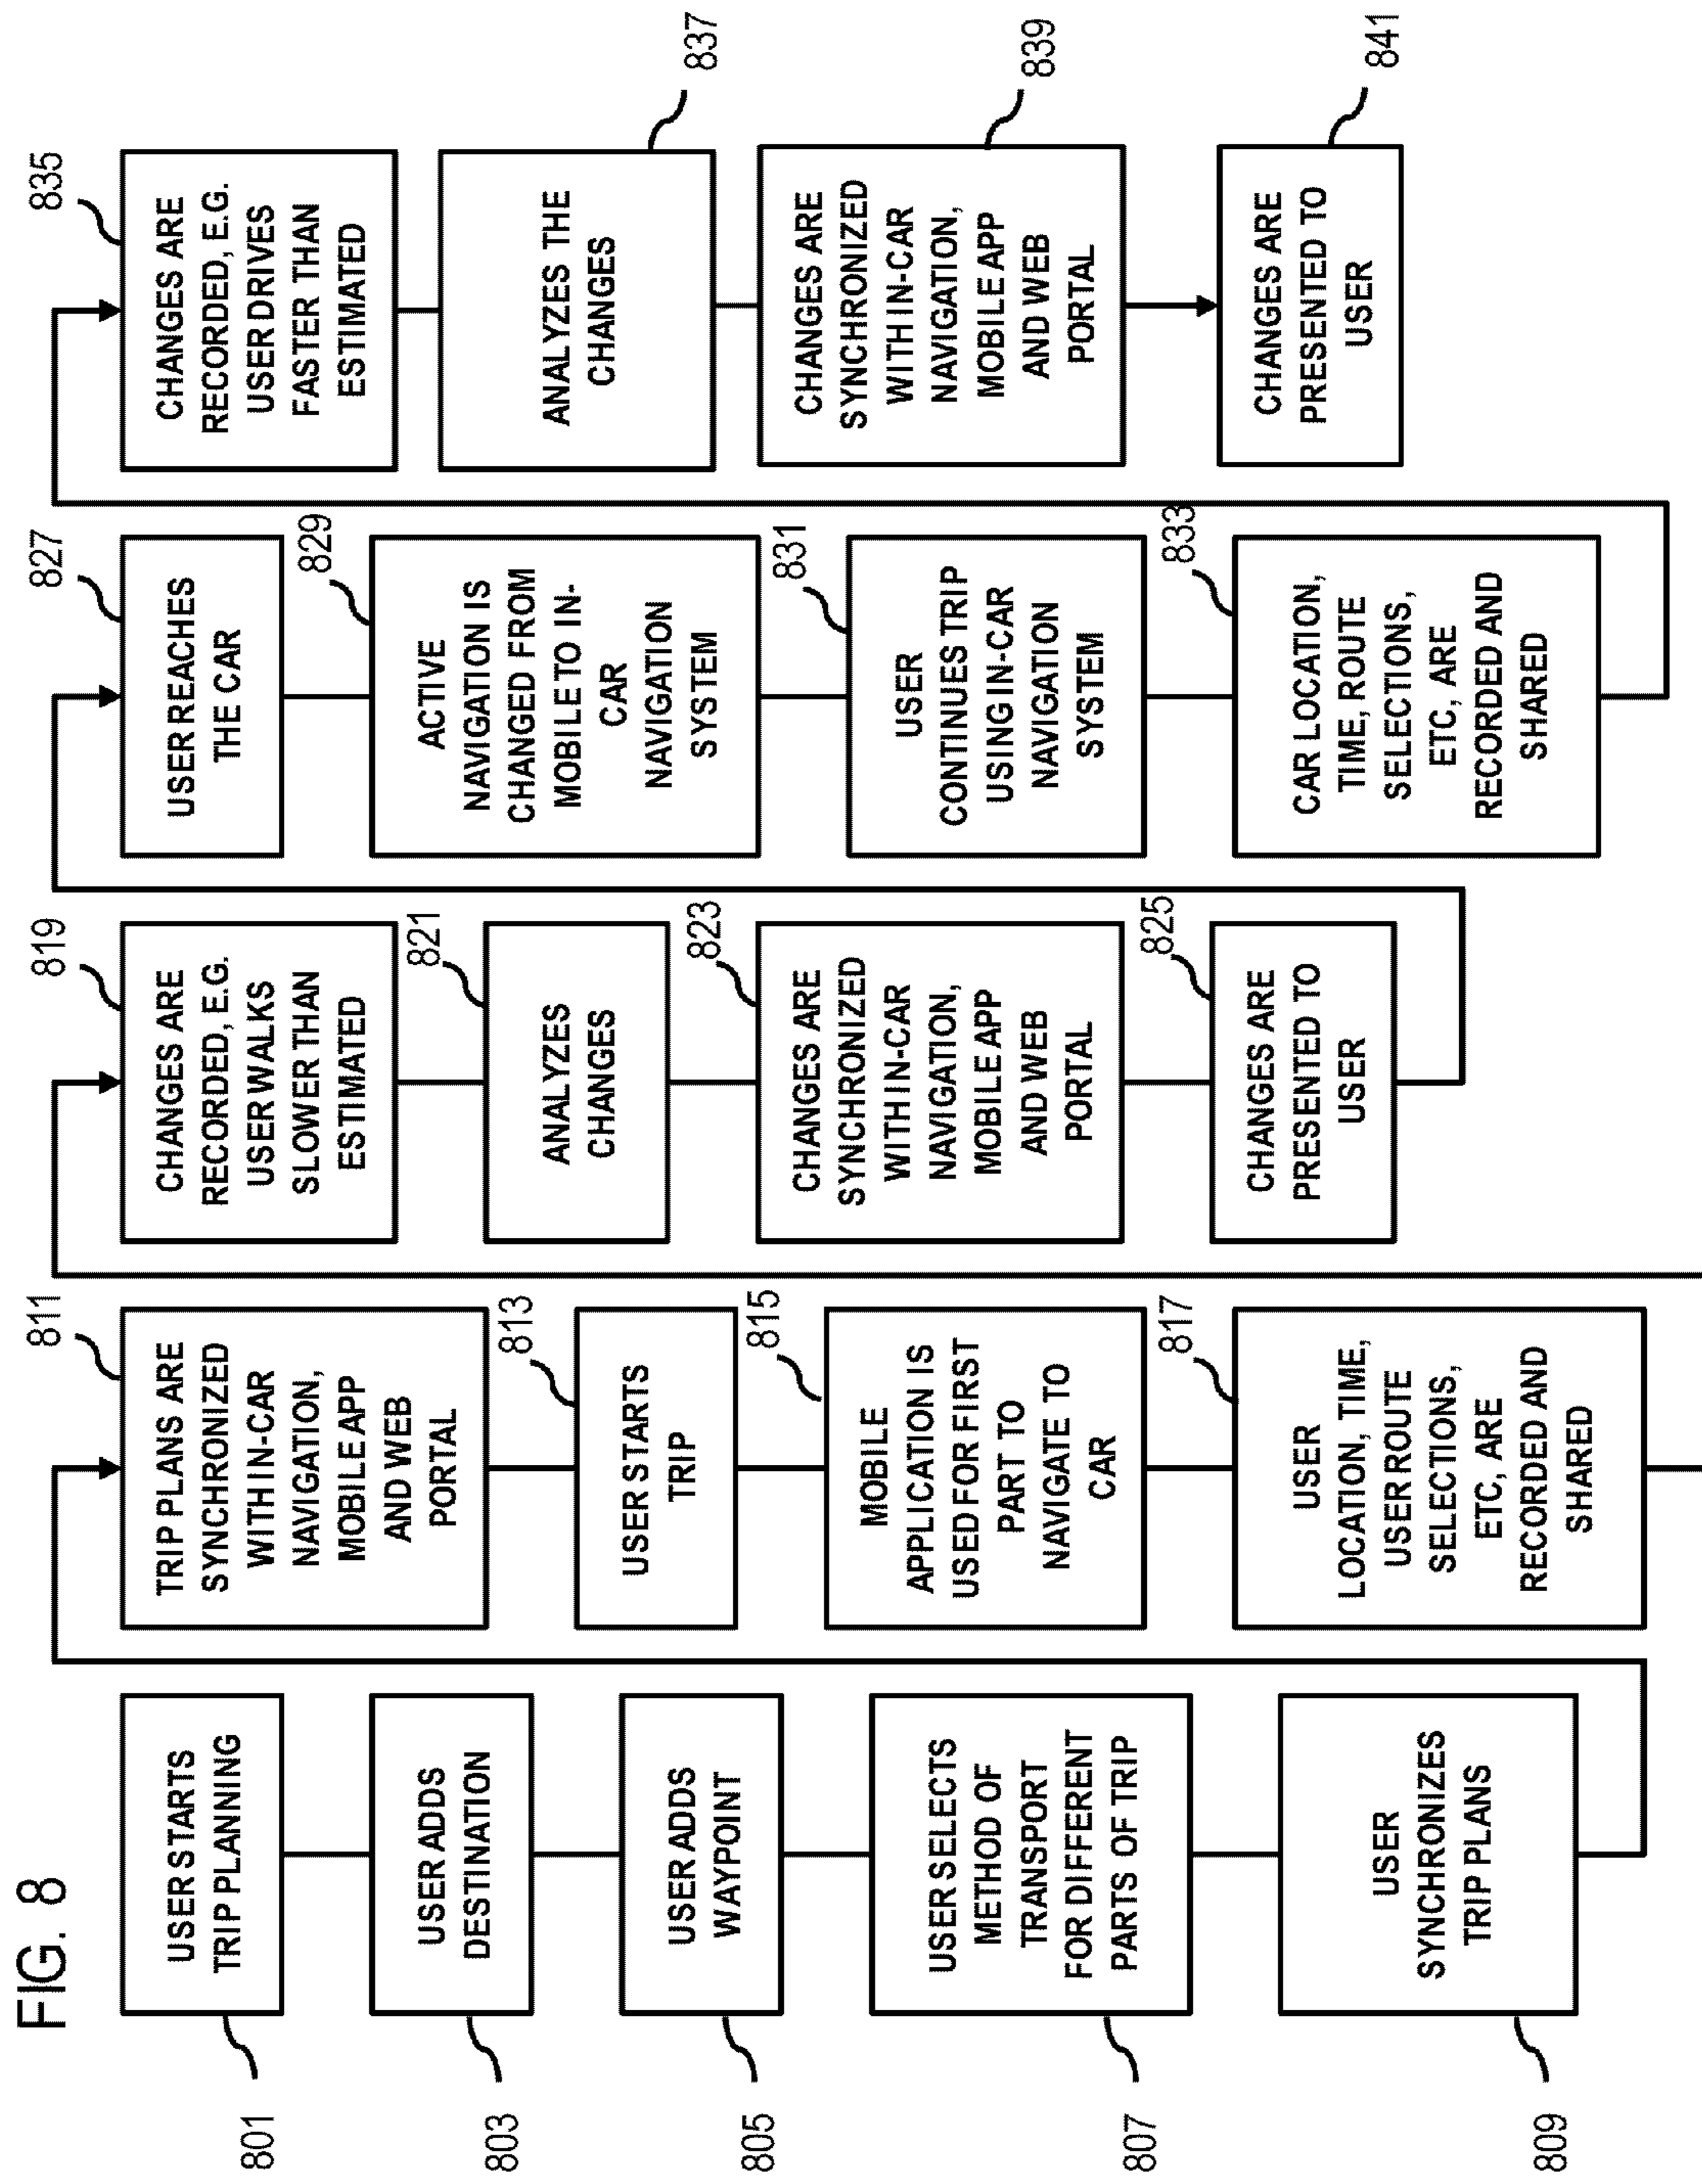 FIG. 8
801
USER STARTS
TRIP PLANNING
803
USER ADDS
DESTINATION
805
USER ADDS
WAYPOINT
807
USER SELECTS
METHOD OF
TRANSPORT
FOR DIFFERENT
PARTS OF TRIP
809
USER
SYNCHRONIZES
TRIP PLANS
811
TRIP PLANS ARE
SYNCHRONIZED
WITH IN-CAR
NAVIGATION,
MOBILE APP
AND WEB
PORTAL
813
USER STARTS
TRIP
815
MOBILE
APPLICATION IS
USED FOR FIRST
PART TO
NAVIGATE TO
CAR
817
USER
LOCATION, TIME,
USER ROUTE
SELECTIONS,
ETC, ARE
RECORDED AND
SHARED
819
CHANGES ARE
RECORDED, E.G.
USER WALKS
SLOWER THAN
ESTIMATED
821
ANALYZES
CHANGES
823
CHANGES ARE
SYNCHRONIZED
WITH IN-CAR
NAVIGATION,
MOBILE APP
AND WEB
PORTAL
825
CHANGES ARE
PRESENTED TO
USER
827
USER REACHES
THE CAR
829
ACTIVE
NAVIGATION IS
CHANGED FROM
MOBILE TO IN-
CAR
NAVIGATION
SYSTEM
831
USER
CONTINUES TRIP
USING IN-CAR
NAVIGATION
SYSTEM
833
CAR LOCATION,
TIME, ROUTE
SELECTIONS,
ETC, ARE
RECORDED AND
SHARED
835
CHANGES ARE
RECORDED, E.G.
USER DRIVES
FASTER THAN
ESTIMATED
837
ANALYZES THE
CHANGES
839
CHANGES ARE
SYNCHRONIZED
WITH IN-CAR
NAVIGATION,
MOBILE APP
AND WEB
PORTAL
841
CHANGES ARE
PRESENTED TO
USER